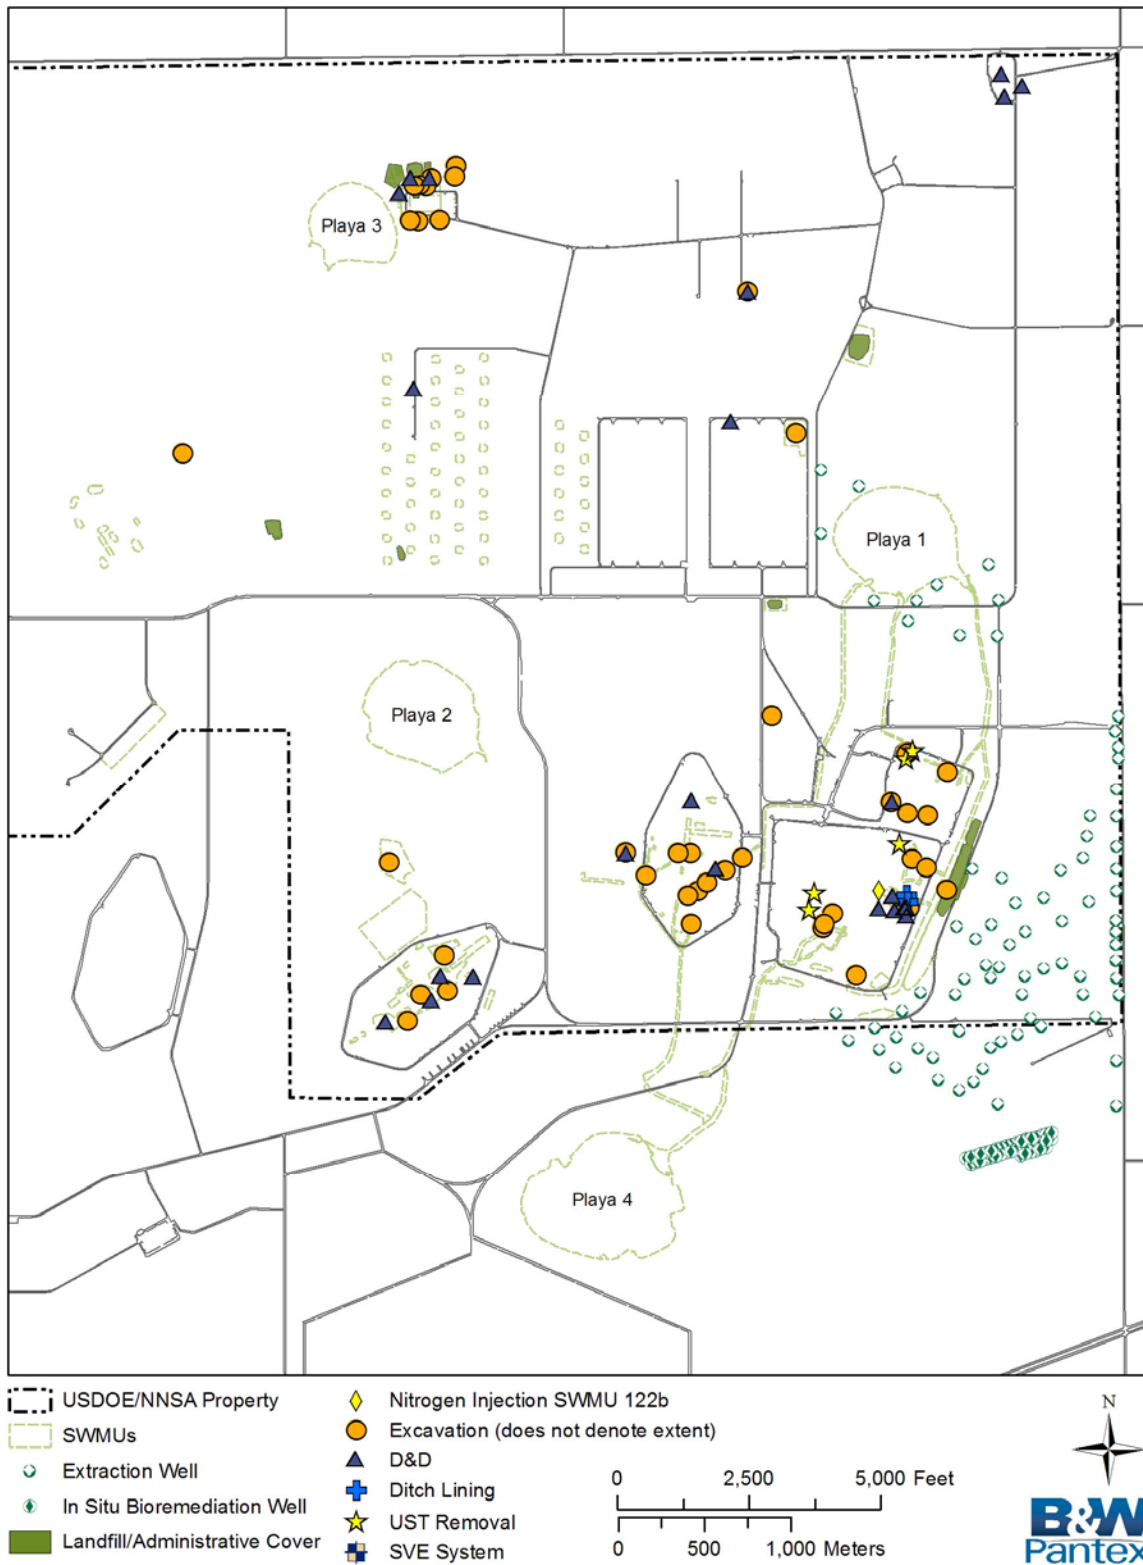 Playa 3
Playa 1
Playa 2
Playa 4
USDOE/NNSA Property
SWMUs
Extraction Well
In Situ Bioremediation Well
Landfill/Administrative Cover
Nitrogen Injection SWMU 122b
Excavation (does not denote extent)
D&D
Ditch Lining
UST Removal
SVE System
0 2,500 5,000 Feet
0 500 1,000 Meters
N
B&W
Pantex